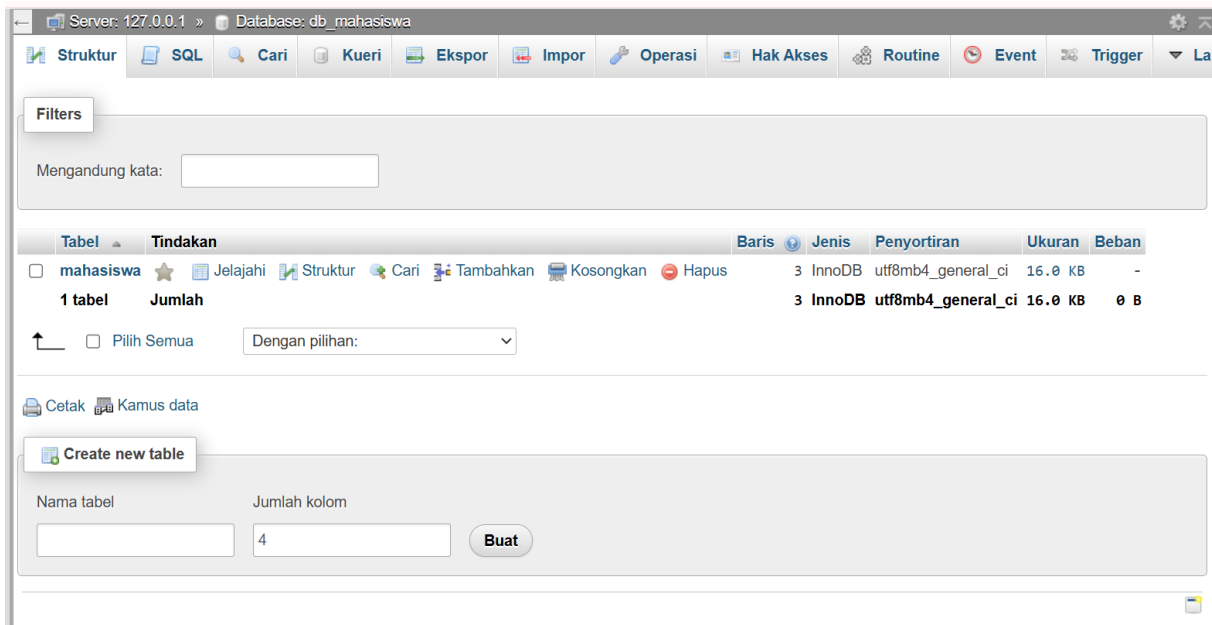 Server: 127.0.0.1 » Database: db_mahasiswa
Struktur SQL Cari Kueri Ekspor Impor Operasi Hak Akses Routine Event Trigger La
Filters
Mengandung kata:
Tabel Tindakan Baris Jenis Penyortiran Ukuran Beban
mahasiswa Jelajahi Struktur Cari Tambahkan Kosongkan Hapus 3 InnoDB utf8mb4_general_ci 16.0 KB -
1 tabel Jumlah 3 InnoDB utf8mb4_general_ci 16.0 KB 0 B
Pilih Semua Dengan pilihan:
Cetak Kamus data
Create new table
Nama tabel Jumlah kolom
4 Buat